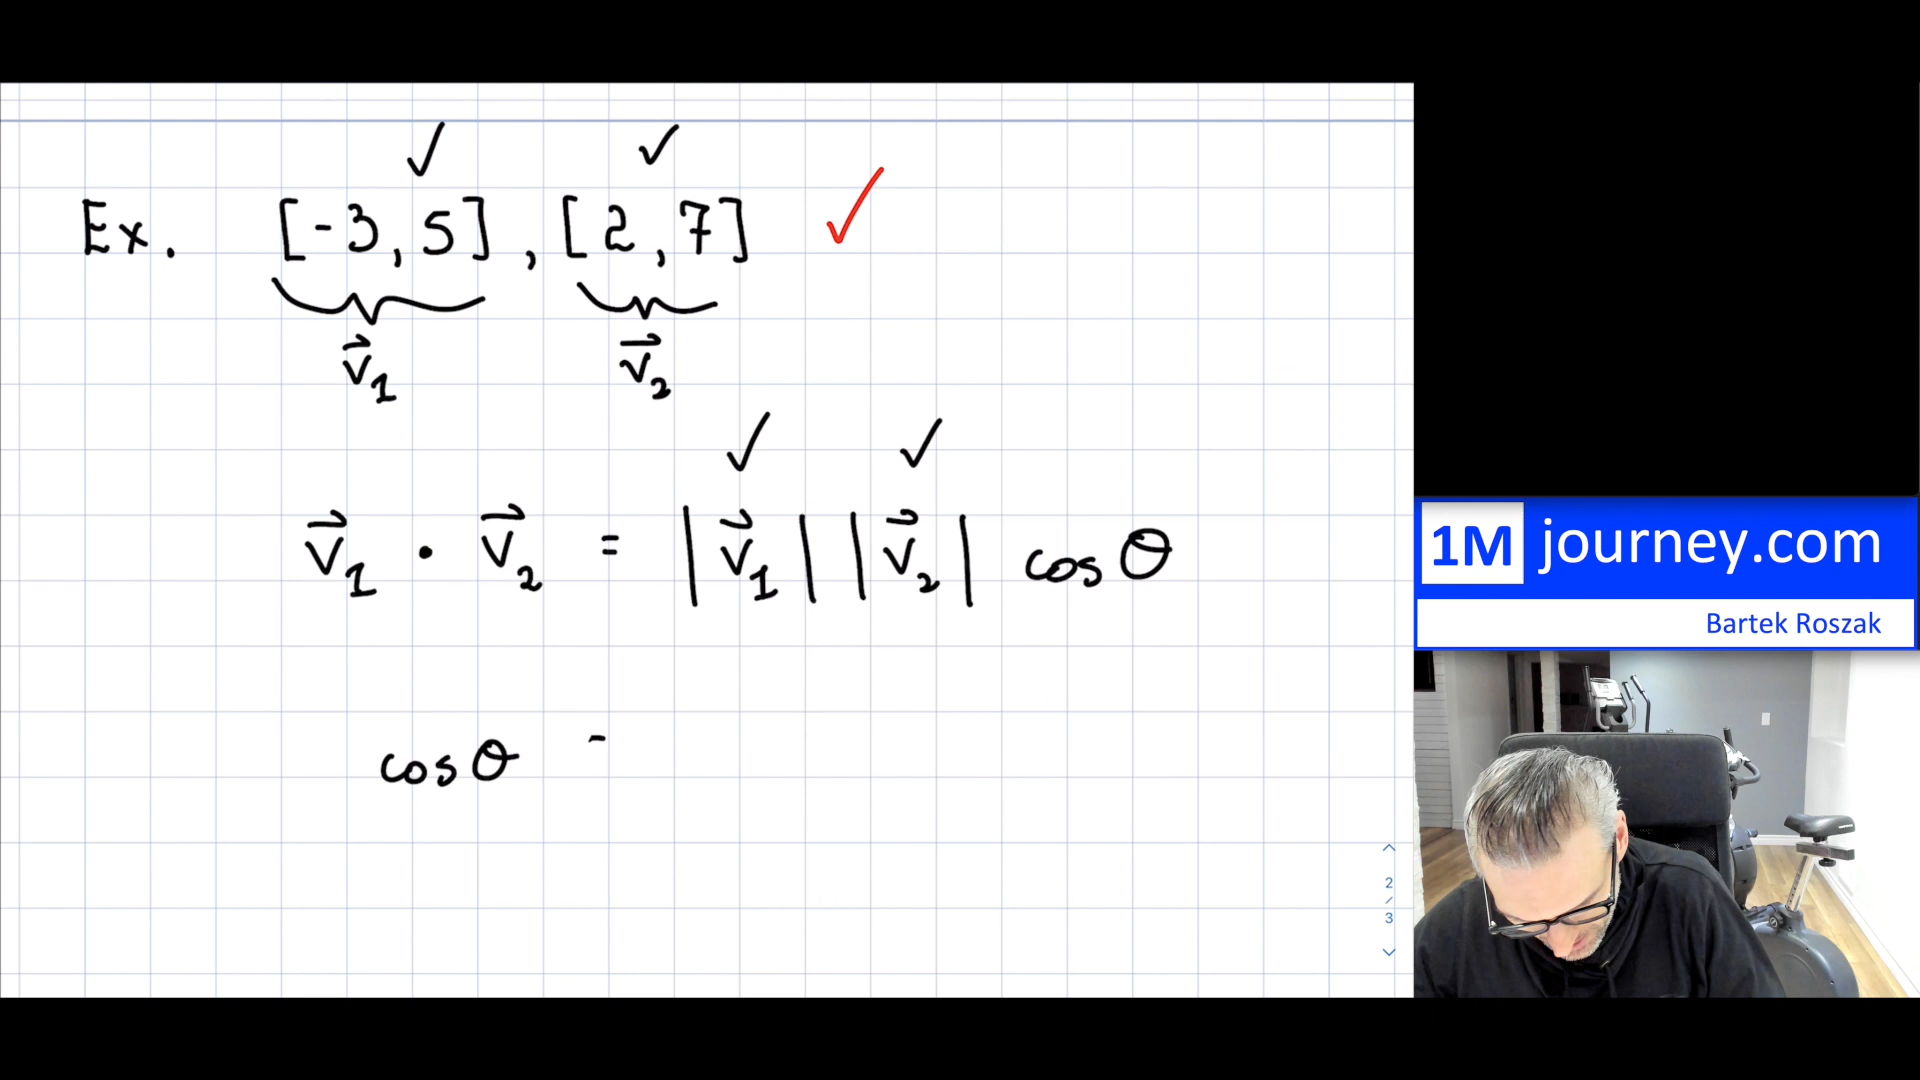 ✓ ✓
Ex. [-3, 5], [2, 7] ✓
v⃗₁ v⃗₂
✓ ✓
v⃗₁ · v⃗₂ = |v⃗₁| |v⃗₂| cos θ
cos θ -
1M journey.com
Bartek Roszak
2
/
3